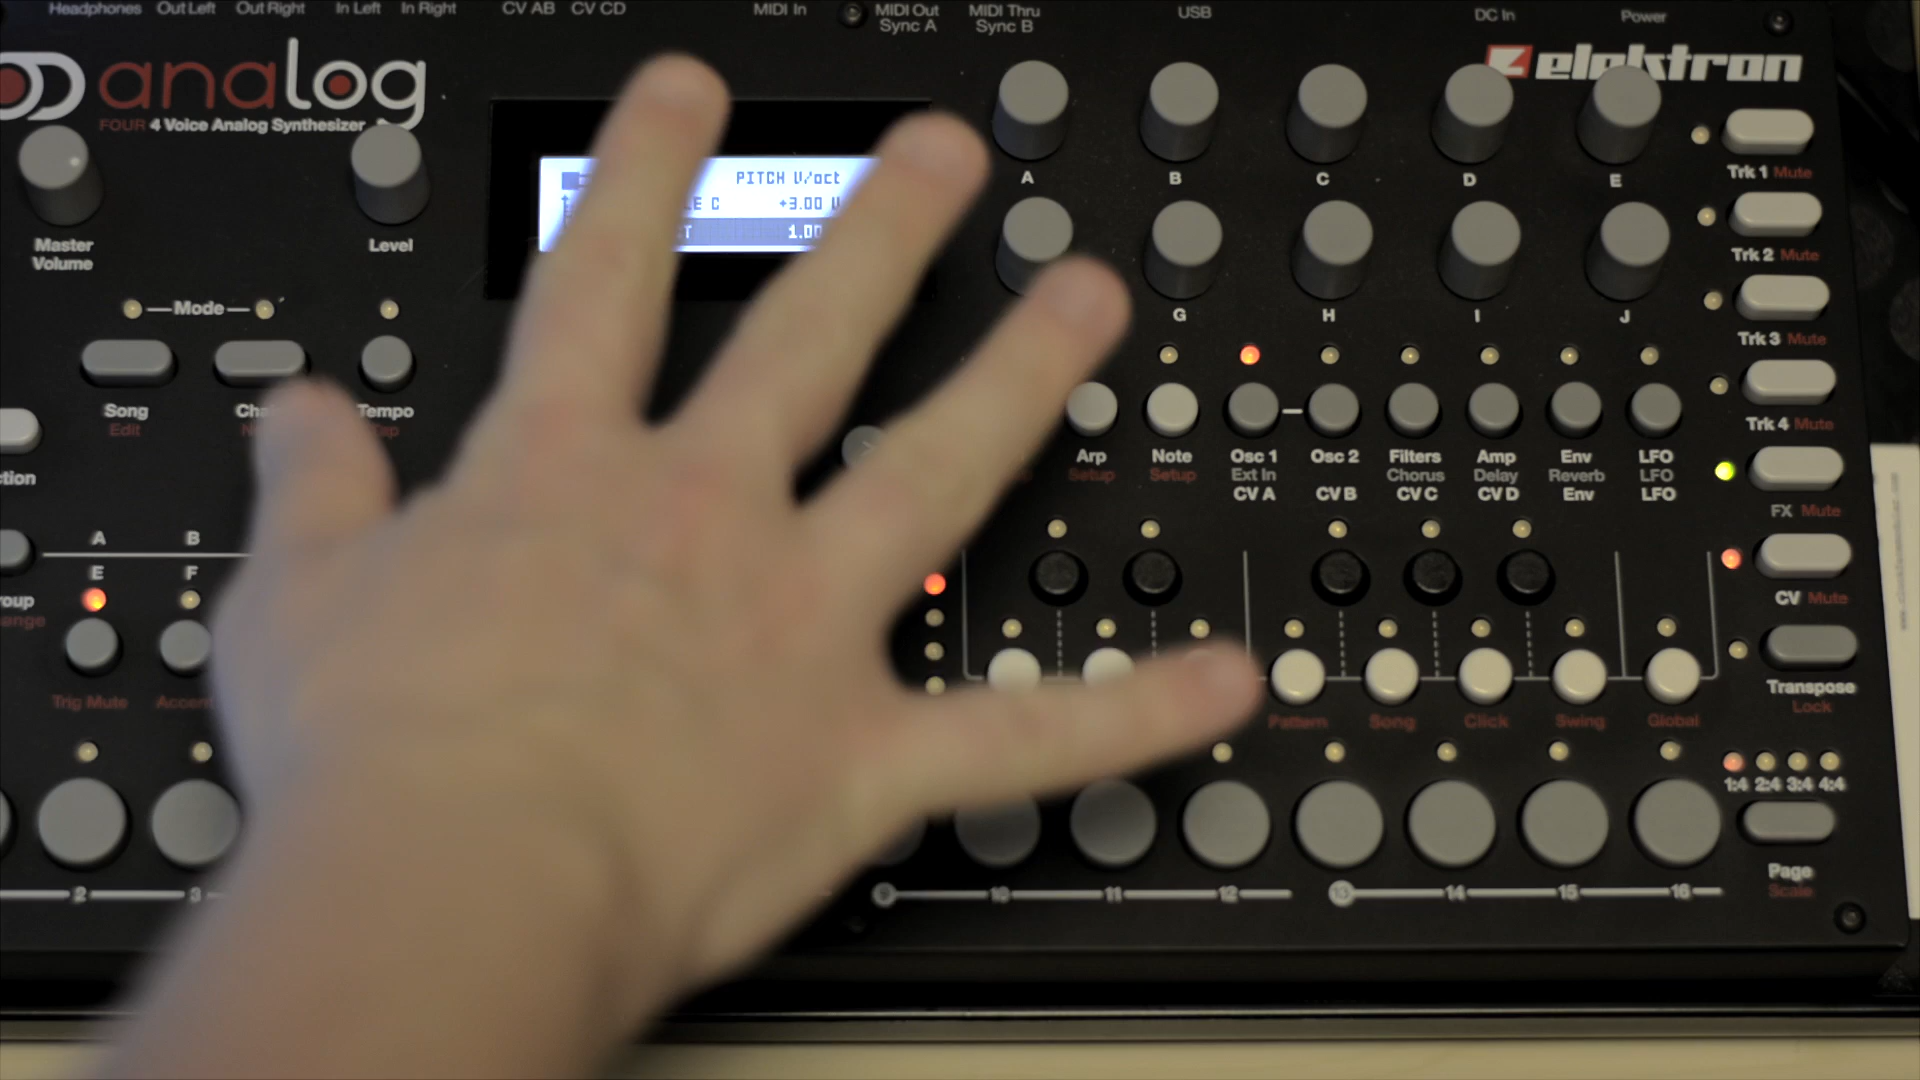 Headphones Out Left Out Right In Left In Right CV AB CV CD MIDI In MIDI Out MIDI Thru USB DC In Power
Sync A Sync B
analog
elektron
FOUR 4 Voice Analog Synthesizer
PITCH V/oct
+3.00 V
1.00
A B C D E
Trk 1 Mute
Master Volume
Level
Trk 2 Mute
G H I J
Mode
Trk 3 Mute
Song
Edit
Tempo
Trk 4 Mute
Arp Note Osc 1 Osc 2 Filters Amp Env LFO
Setup Setup Ext In Chorus Delay Reverb LFO
CV A CV B CV C CV D Env LFO
FX Mute
A B
E F
CV Mute
Transpose
Lock
Trig Mute
Pattern Song Click Swing Global
1:4 2:4 3:4 4:4
Page
Scale
2 3 9 10 11 12 13 14 15 16